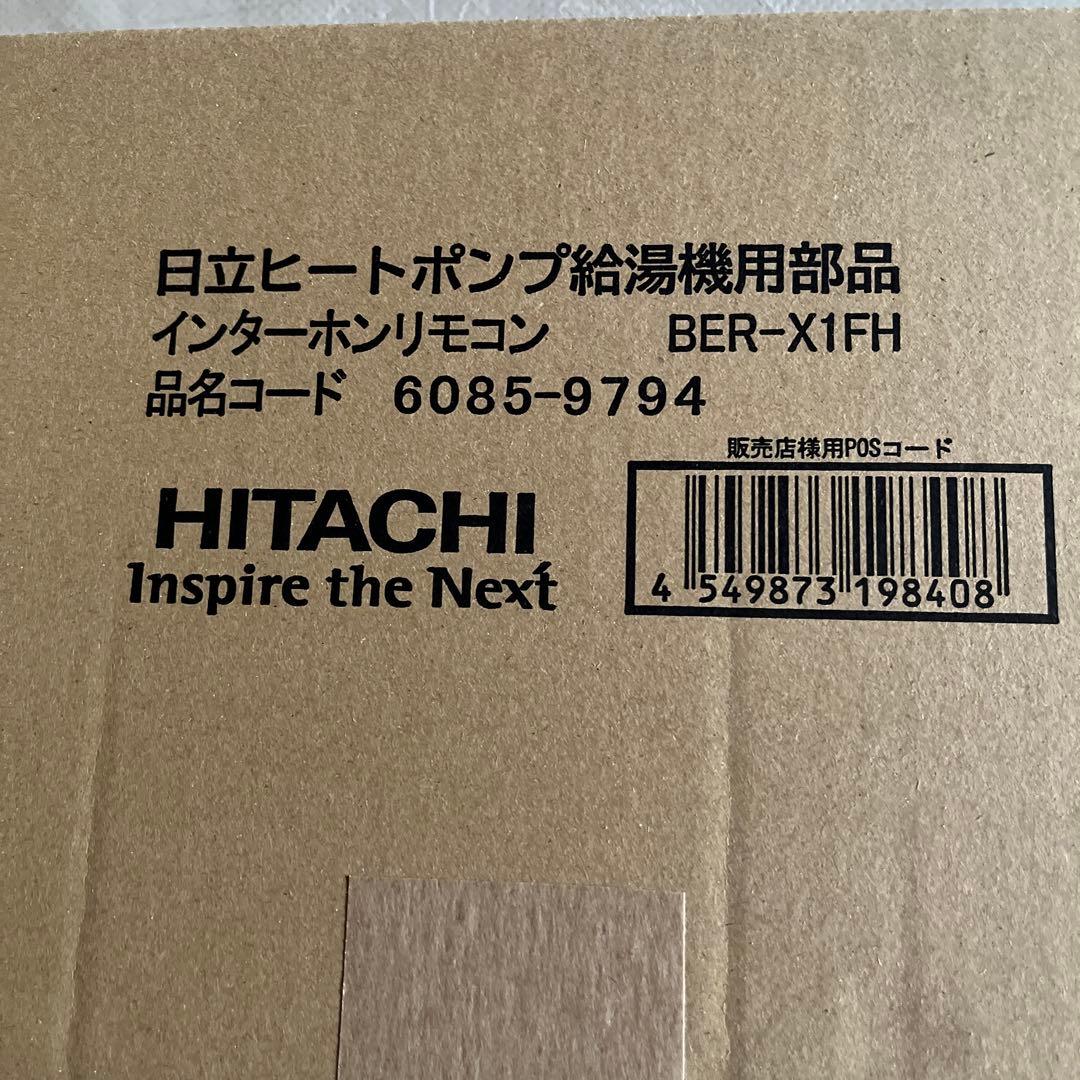 日立ヒートポンプ給湯機用部品
インターホンリモコン BER-X1FH
品名コード 6085-9794
販売店様用POSコード
HITACHI
Inspire the Next
4 549873 198408